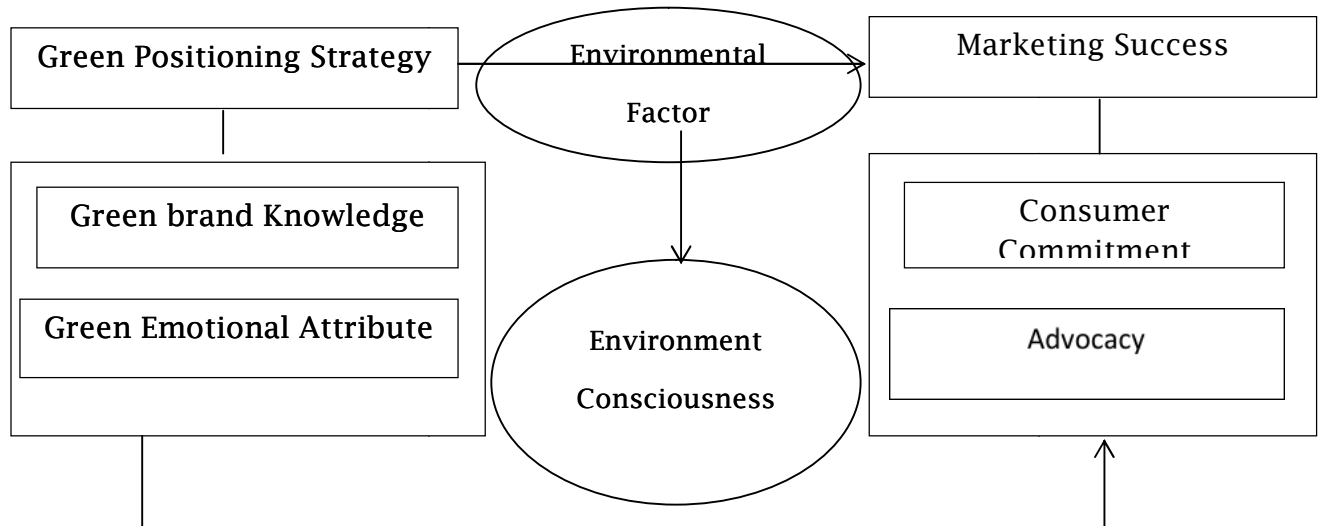 Green Positioning Strategy
Environmental
Factor
Marketing Success
Green brand Knowledge
Green Emotional Attribute
Environment
Consciousness
Consumer
Commitment
Advocacy